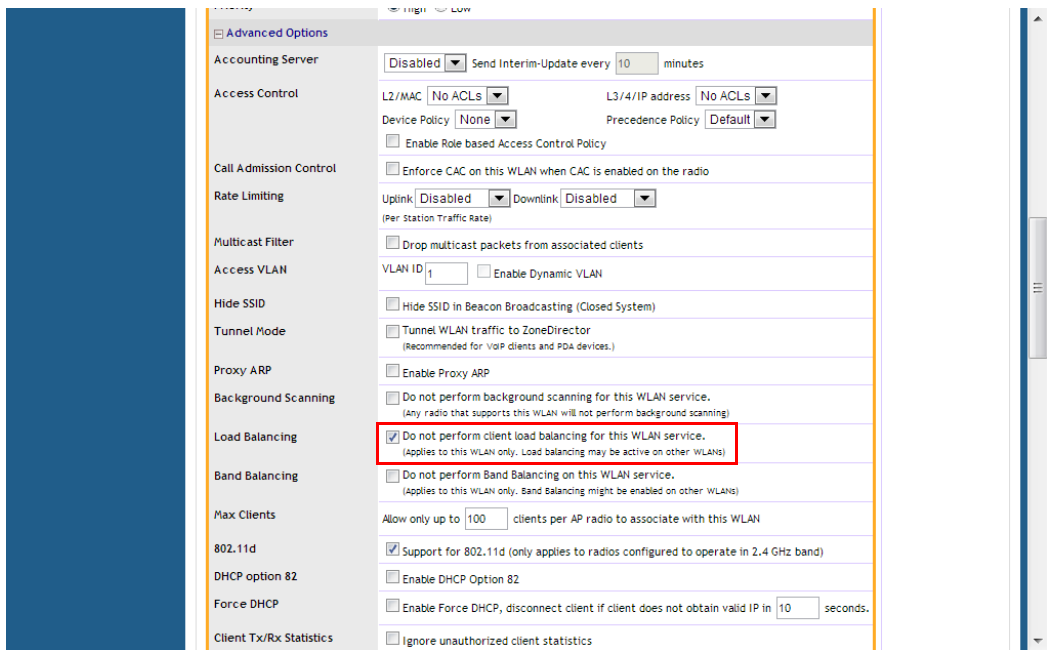 High Low
Advanced Options
Accounting Server Disabled Send Interim-Update every 10 minutes
Access Control L2/MAC No ACLs L3/4/IP address No ACLs
Device Policy None Precedence Policy Default
Enable Role based Access Control Policy
Call Admission Control Enforce CAC on this WLAN when CAC is enabled on the radio
Rate Limiting Uplink Disabled Downlink Disabled
(Per Station Traffic Rate)
Multicast Filter Drop multicast packets from associated clients
Access VLAN VLAN ID 1 Enable Dynamic VLAN
Hide SSID Hide SSID in Beacon Broadcasting (Closed System)
Tunnel Mode Tunnel WLAN traffic to ZoneDirector
(Recommended for VoIP clients and PDA devices.)
Proxy ARP Enable Proxy ARP
Background Scanning Do not perform background scanning for this WLAN service.
(Any radio that supports this WLAN will not perform background scanning)
Load Balancing Do not perform client load balancing for this WLAN service.
(Applies to this WLAN only. Load balancing may be active on other WLANs)
Band Balancing Do not perform Band Balancing on this WLAN service.
(Applies to this WLAN only. Band Balancing might be enabled on other WLANs)
Max Clients Allow only up to 100 clients per AP radio to associate with this WLAN
802.11d Support for 802.11d (only applies to radios configured to operate in 2.4 GHz band)
DHCP option 82 Enable DHCP Option 82
Force DHCP Enable Force DHCP, disconnect client if client does not obtain valid IP in 10 seconds.
Client Tx/Rx Statistics Ignore unauthorized client statistics